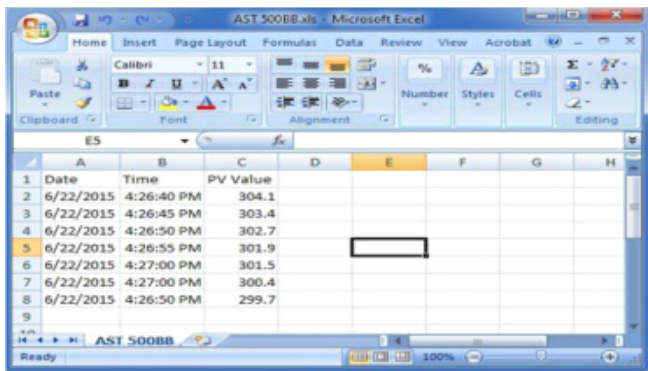 AST 500BB.xls - Microsoft Excel
Home Insert Page Layout Formulas Data Review View Acrobat
Calibri 11
Paste B I U A A % Number Styles Cells
Clipboard Font Alignment Editing
E5 fx
A B C D E F G H
1 Date Time PV Value
2 6/22/2015 4:26:40 PM 304.1
3 6/22/2015 4:26:45 PM 303.4
4 6/22/2015 4:26:50 PM 302.7
5 6/22/2015 4:26:55 PM 301.9
6 6/22/2015 4:27:00 PM 301.5
7 6/22/2015 4:27:00 PM 300.4
8 6/22/2015 4:26:50 PM 299.7
9
10
AST 500BB
Ready 100%